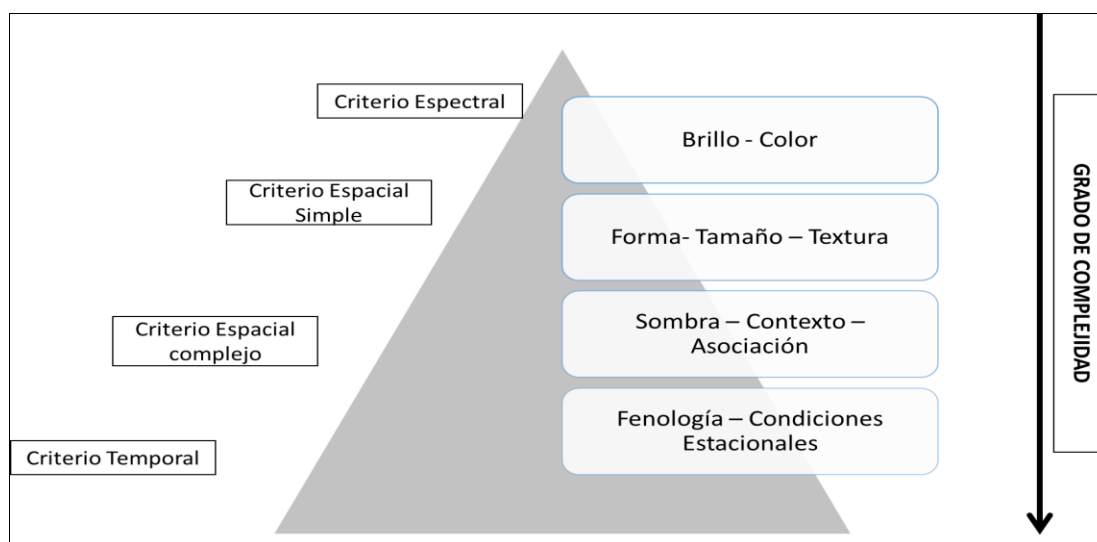 Criterio Espectral
Brillo - Color
Criterio Espacial
Simple
Forma- Tamaño – Textura
Criterio Espacial
complejo
Sombra – Contexto –
Asociación
Criterio Temporal
Fenología – Condiciones
Estacionales
GRADO DE COMPLEJIDAD